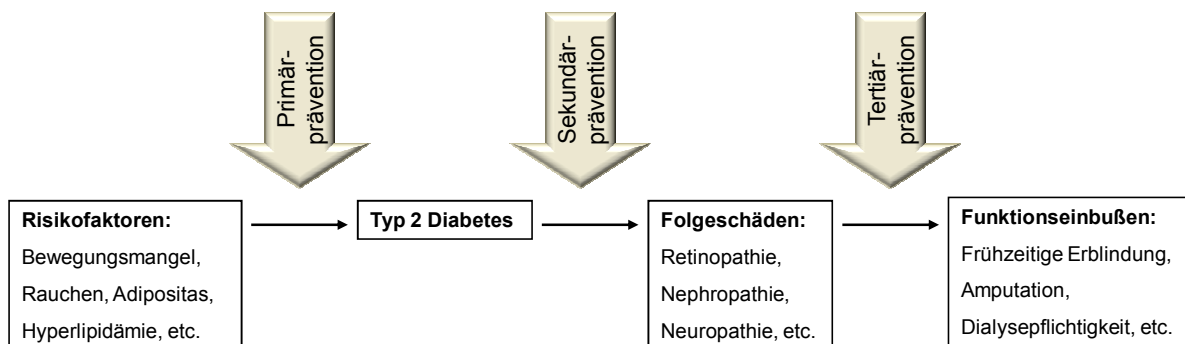 Primär-
prävention
Sekundär-
prävention
Tertiär-
prävention
Risikofaktoren:
Bewegungsmangel,
Rauchen, Adipositas,
Hyperlipidämie, etc.
Typ 2 Diabetes
Folgeschäden:
Retinopathie,
Nephropathie,
Neuropathie, etc.
Funktionseinbußen:
Frühzeitige Erblindung,
Amputation,
Dialysepflichtigkeit, etc.